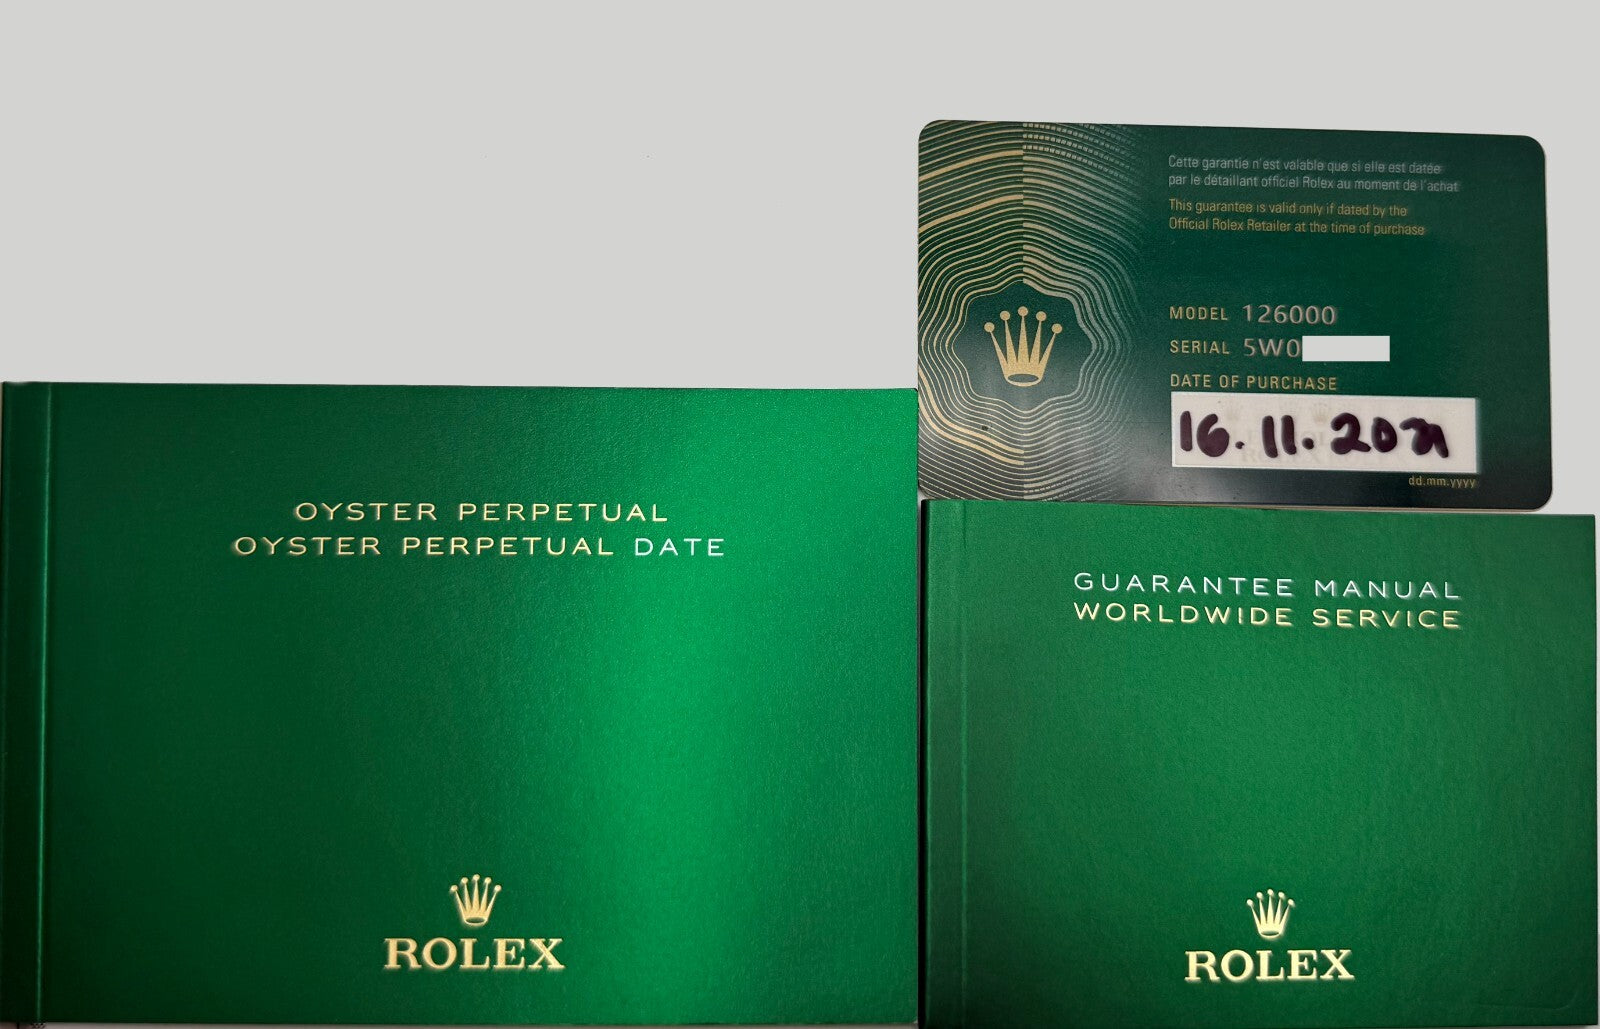 Cette garantie n'est valable que si elle est datée
par le détaillant officiel Rolex au moment de l'achat
This guarantee is valid only if dated by the
Official Rolex Retailer at the time of purchase
MODEL 126000
SERIAL 5W0
DATE OF PURCHASE
16.11.2021
dd.mm.yyyy
OYSTER PERPETUAL
OYSTER PERPETUAL DATE
ROLEX
GUARANTEE MANUAL
WORLDWIDE SERVICE
ROLEX